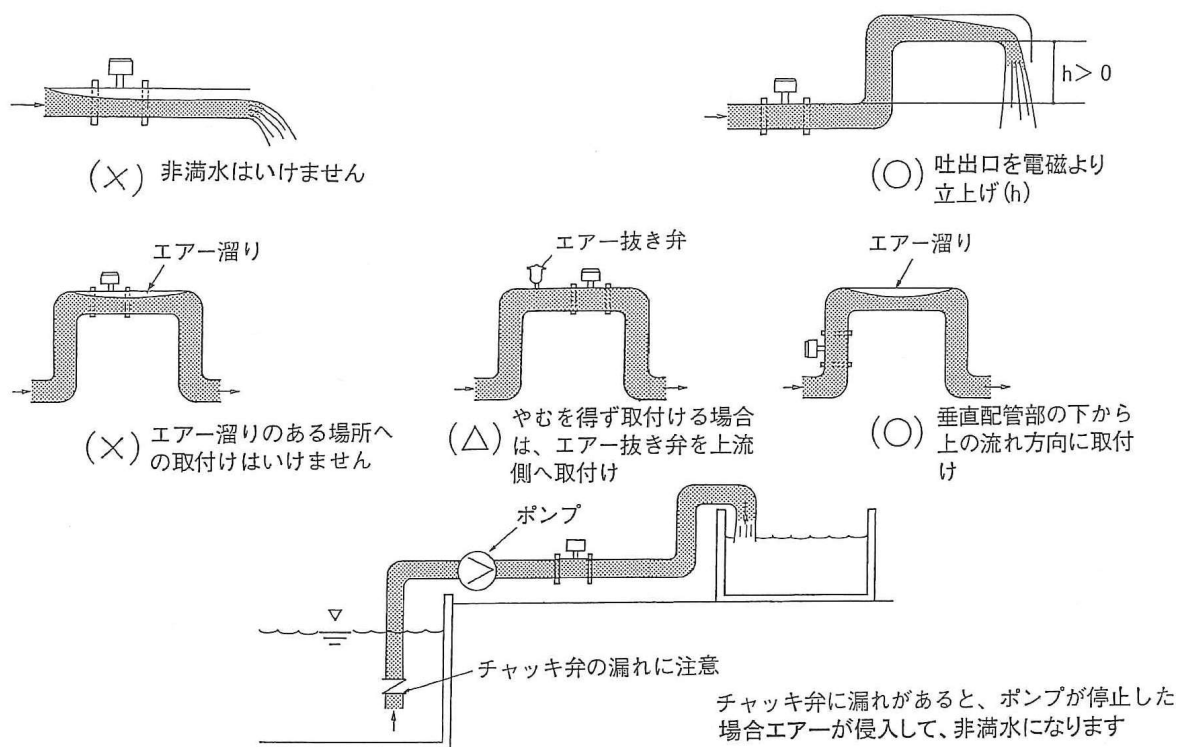 h＞0
(×) 非満水はいけません
(○) 吐出口を電磁より
立上げ(h)
エアー溜り
エアー抜き弁
エアー溜り
(×) エアー溜りのある場所へ
の取付けはいけません
(△) やむを得ず取付ける場合
は、エアー抜き弁を上流
側へ取付け
(○) 垂直配管部の下から
上の流れ方向に取付
け
ポンプ
チャッキ弁の漏れに注意
チャッキ弁に漏れがあると、ポンプが停止した
場合エアーが侵入して、非満水になります